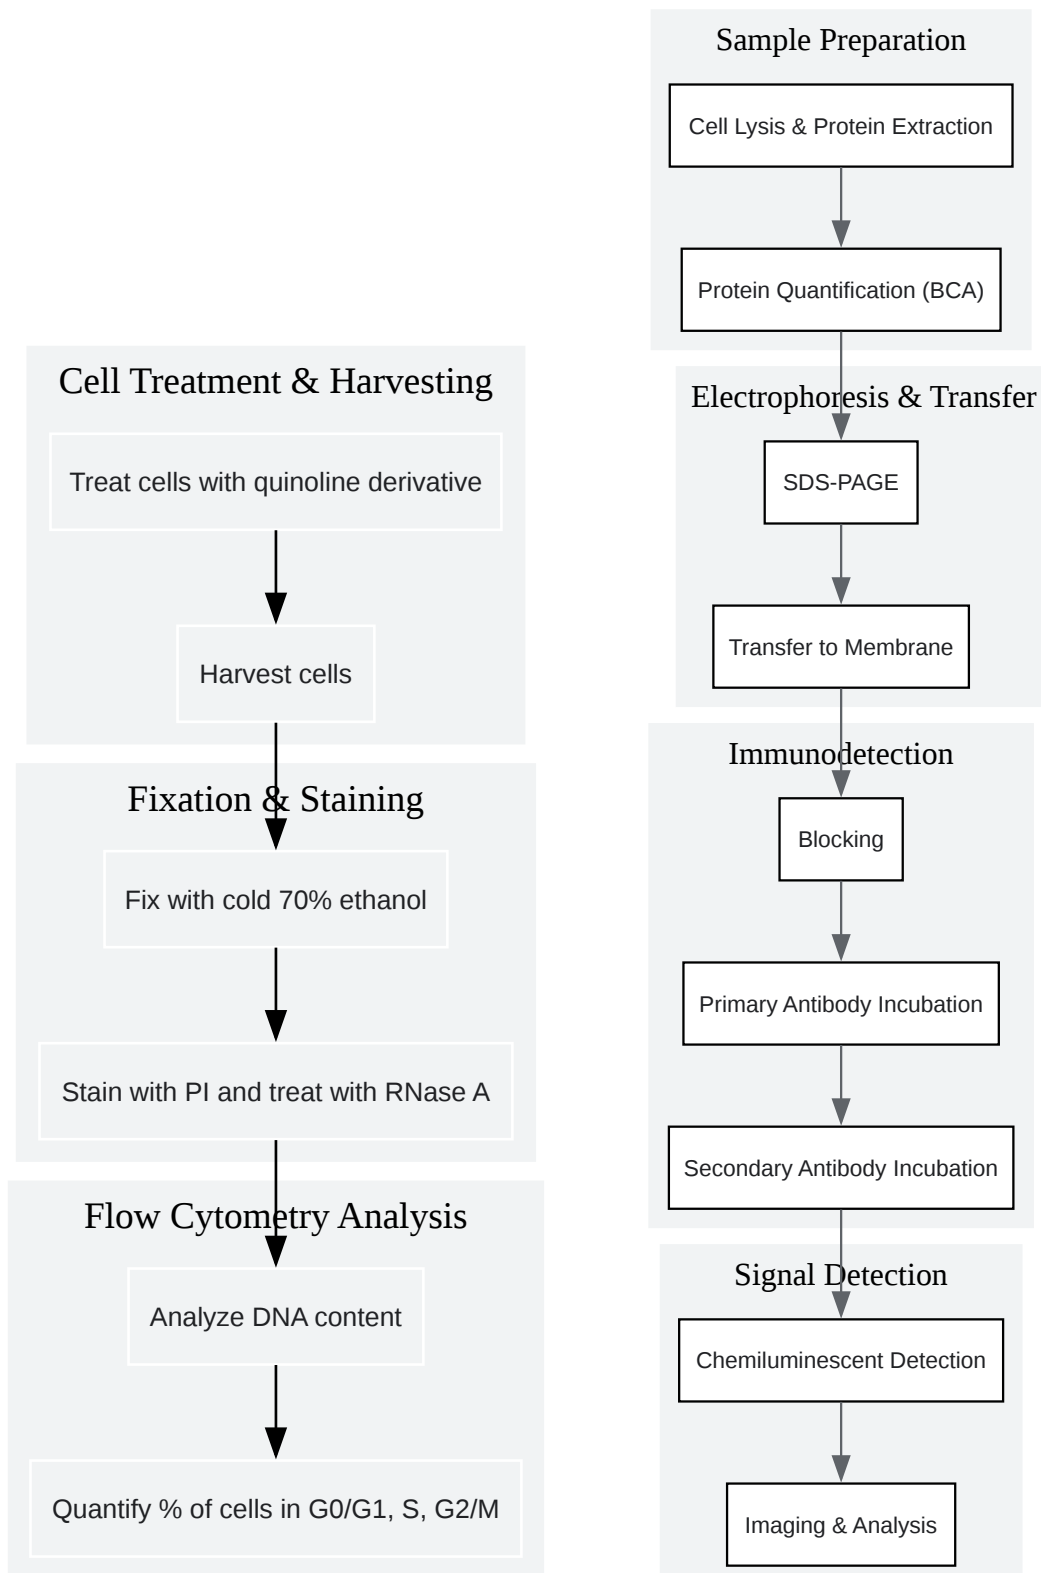 Cell Treatment & Harvesting
Treat cells with quinoline derivative
Harvest cells
Fixation & Staining
Fix with cold 70% ethanol
Stain with PI and treat with RNase A
Flow Cytometry Analysis
Analyze DNA content
Quantify % of cells in G0/G1, S, G2/M
Sample Preparation
Cell Lysis & Protein Extraction
Protein Quantification (BCA)
Electrophoresis & Transfer
SDS-PAGE
Transfer to Membrane
Immunodetection
Blocking
Primary Antibody Incubation
Secondary Antibody Incubation
Signal Detection
Chemiluminescent Detection
Imaging & Analysis